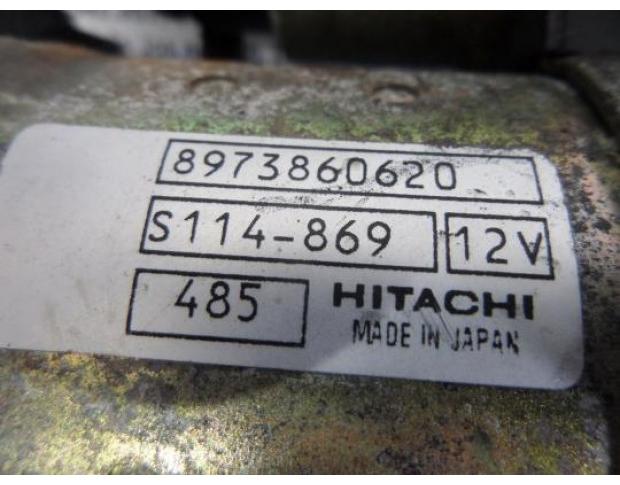 8973860620
S114-869 12V
485 HITACHI
MADE IN JAPAN